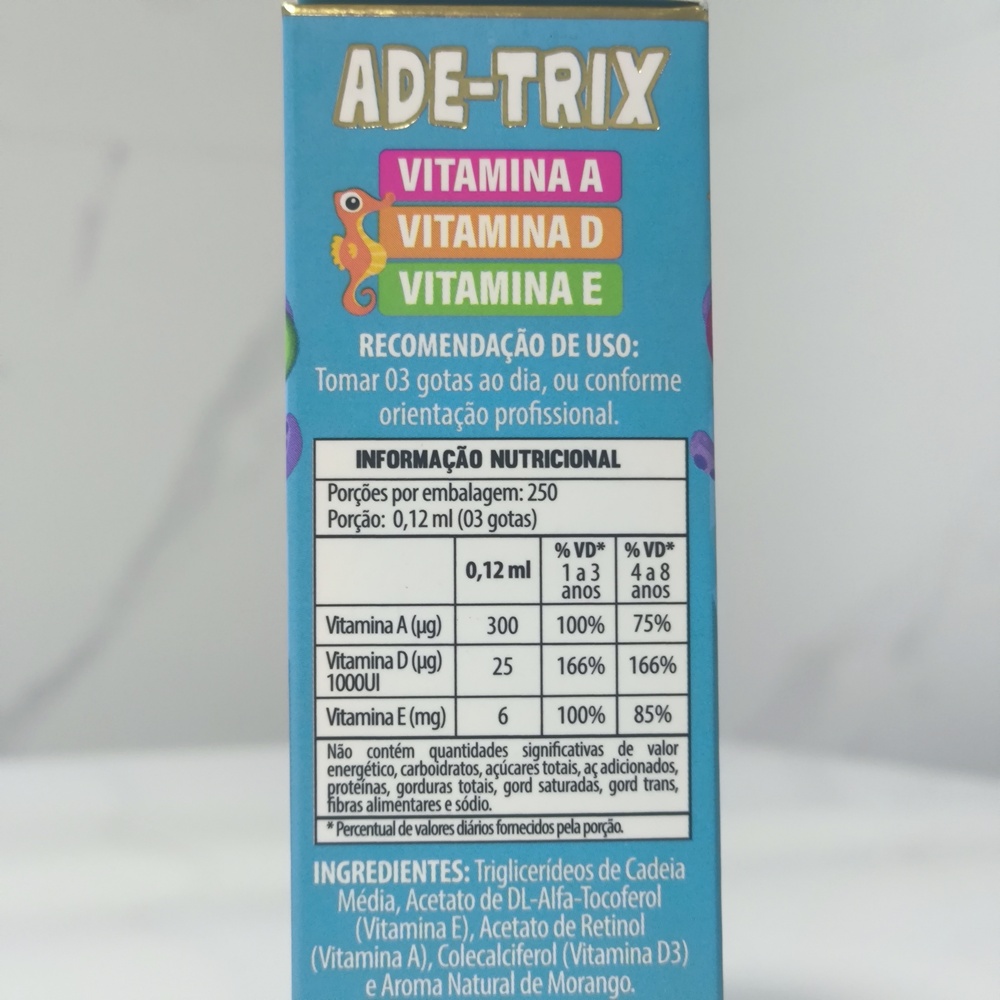 ADE-TRIX
VITAMINA A
VITAMINA D
VITAMINA E
RECOMENDAÇÃO DE USO:
Tomar 03 gotas ao dia, ou conforme
orientação profissional.
INFORMAÇÃO NUTRICIONAL
Porções por embalagem: 250
Porção: 0,12 ml (03 gotas)
0,12 ml % VD* 1 a 3 anos % VD* 4 a 8 anos
Vitamina A (µg) 300 100% 75%
Vitamina D (µg) 1000UI 25 166% 166%
Vitamina E (mg) 6 100% 85%
Não contém quantidades significativas de valor
energético, carboidratos, açúcares totais, aç adicionados,
proteínas, gorduras totais, gord saturadas, gord trans,
fibras alimentares e sódio.
* Percentual de valores diários fornecidos pela porção.
INGREDIENTES: Triglicerídeos de Cadeia
Média, Acetato de DL-Alfa-Tocoferol
(Vitamina E), Acetato de Retinol
(Vitamina A), Colecalciferol (Vitamina D3)
e Aroma Natural de Morango.